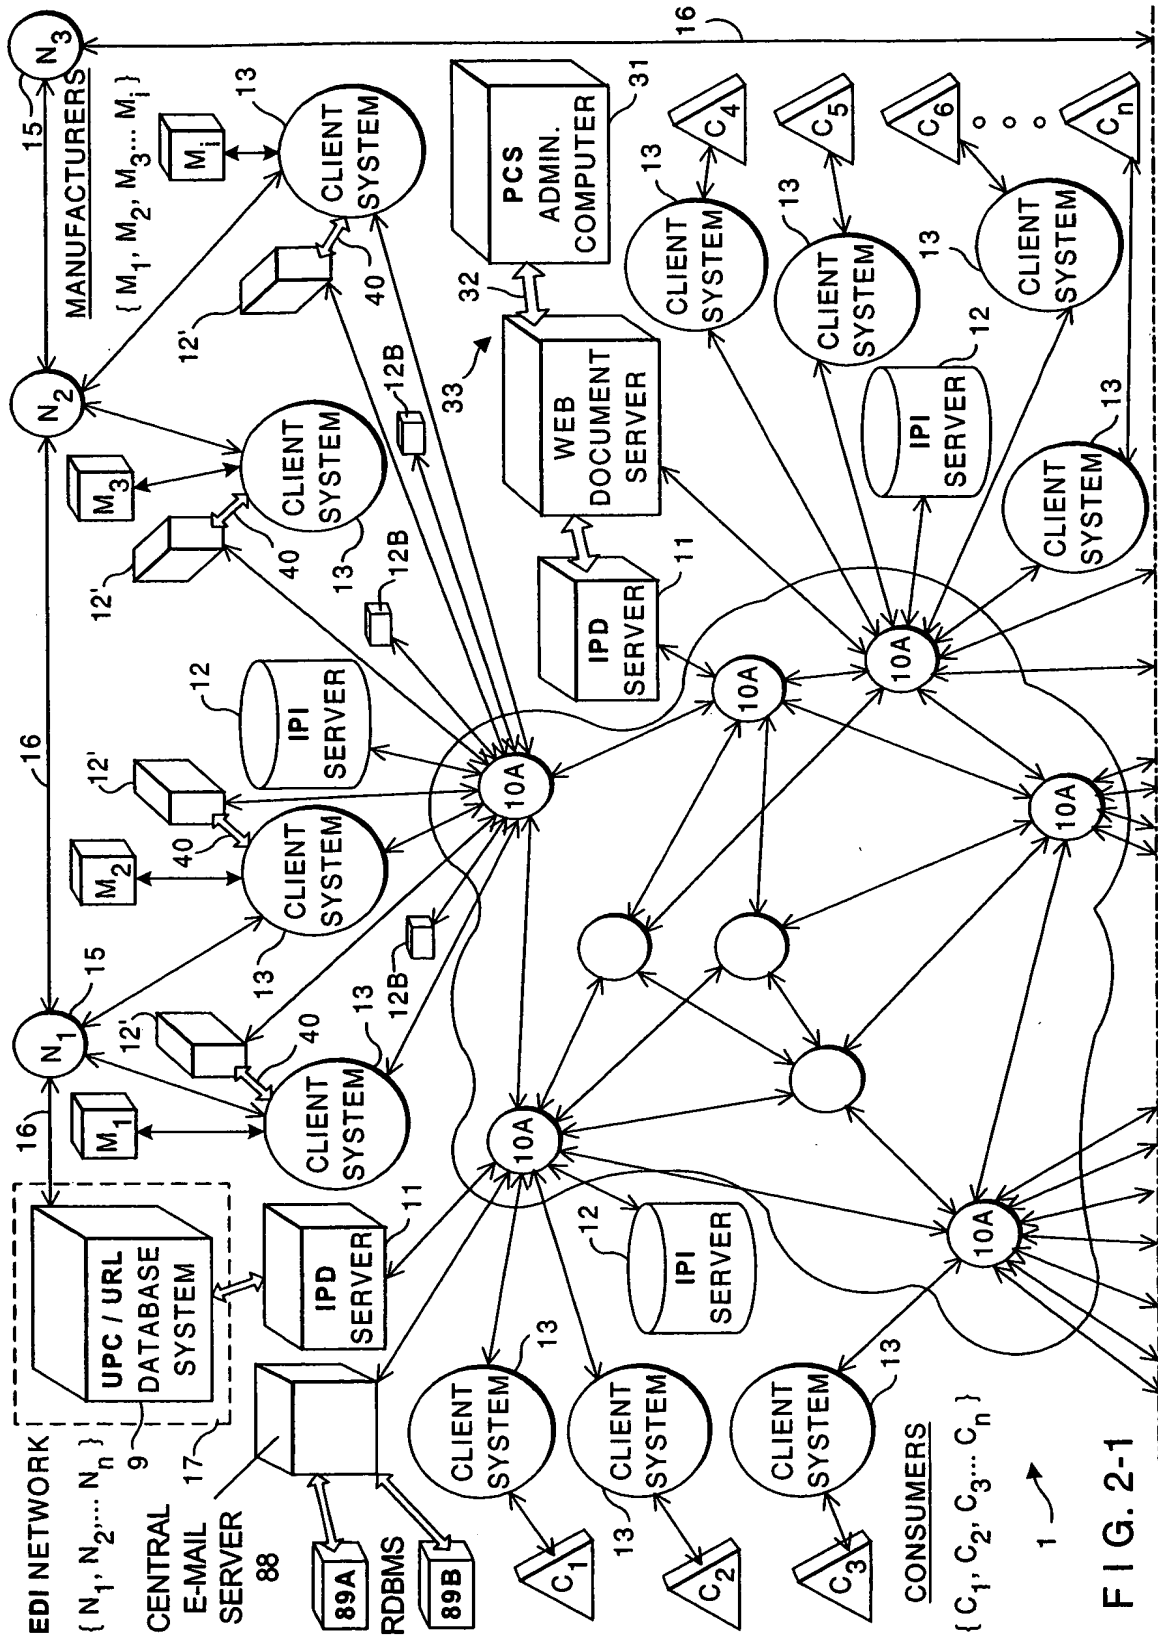 EDI NETWORK
{ N1, N2,... Nn }
9
17
CENTRAL
E-MAIL
SERVER
88
UPC / URL
DATABASE
SYSTEM
16
N1
15
16
N2
15
N3
16
MANUFACTURERS
{ M1, M2, M3... Mi }
M1
M2
M3
Mi
12'
40
CLIENT
SYSTEM
13
12'
40
CLIENT
SYSTEM
13
12'
40
CLIENT
SYSTEM
13
12'
40
CLIENT
SYSTEM
13
IPI
SERVER
12
12B
12B
12B
IPD
SERVER
11
89A
RDBMS
89B
10A
10A
10A
10A
10A
10A
IPD
SERVER
11
WEB
DOCUMENT
SERVER
33
32
PCS
ADMIN.
COMPUTER
31
CLIENT
SYSTEM
13
C4
CLIENT
SYSTEM
13
C5
CLIENT
SYSTEM
13
C6
CLIENT
SYSTEM
13
Cn
IPI
SERVER
12
IPI
SERVER
12
CLIENT
SYSTEM
13
C1
CLIENT
SYSTEM
13
C2
CLIENT
SYSTEM
13
C3
CONSUMERS
{ C1, C2, C3... Cn }
1
FIG. 2-1